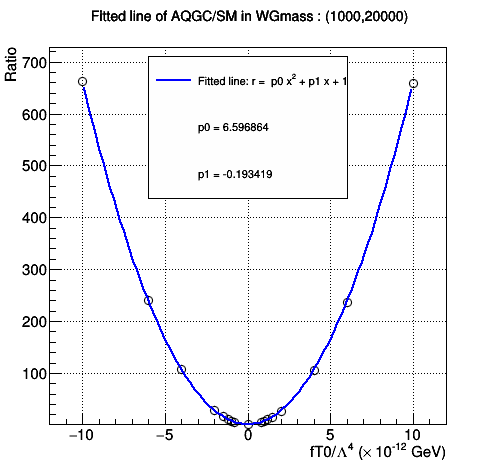 FItted line of AQGC/SM in WGmass : (1000,20000)
Ratio
700
600
500
400
300
200
100
Fitted line: r = p0 x² + p1 x + 1
p0 = 6.596864
p1 = -0.193419
−10 −5 0 5 10
fT0/Λ⁴ (× 10⁻¹² GeV)